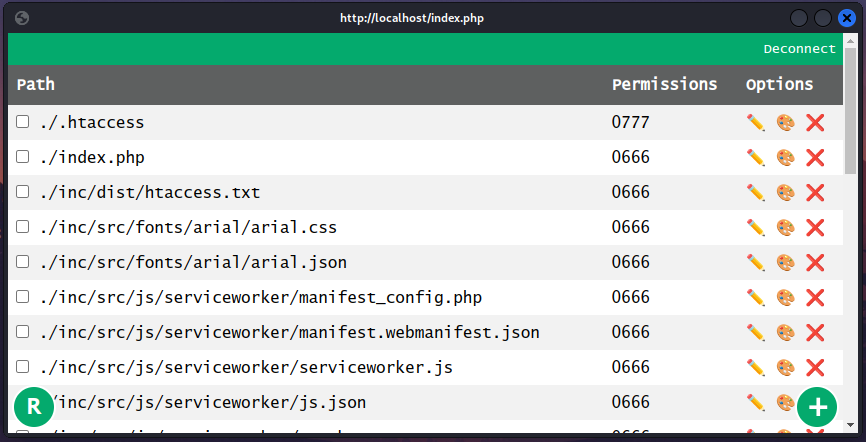 http://localhost/index.php
Deconnect
Path Permissions Options
./.htaccess 0777
./index.php 0666
./inc/dist/htaccess.txt 0666
./inc/src/fonts/arial/arial.css 0666
./inc/src/fonts/arial/arial.json 0666
./inc/src/js/serviceworker/manifest_config.php 0666
./inc/src/js/serviceworker/manifest.webmanifest.json 0666
./inc/src/js/serviceworker/serviceworker.js 0666
/inc/src/js/serviceworker/js.json 0666
R
+